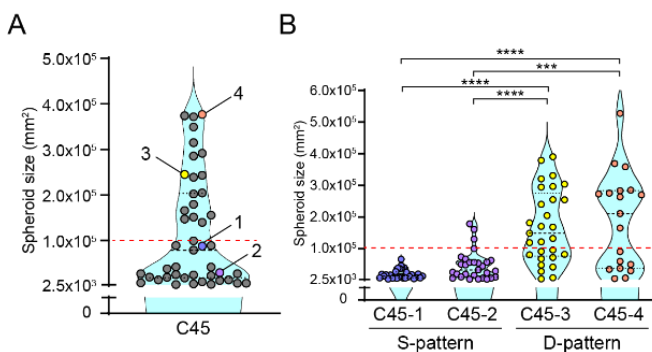 A
Spheroid size (mm²)
5.0x10⁵
4.0x10⁵
3.0x10⁵
2.0x10⁵
1.0x10⁵
2.5x10³
0
4
3
1
2
C45
B
****
***
****
****
Spheroid size (mm²)
6.0x10⁵
5.0x10⁵
4.0x10⁵
3.0x10⁵
2.0x10⁵
1.0x10⁵
2.5x10³
0
C45-1 C45-2 C45-3 C45-4
S-pattern D-pattern